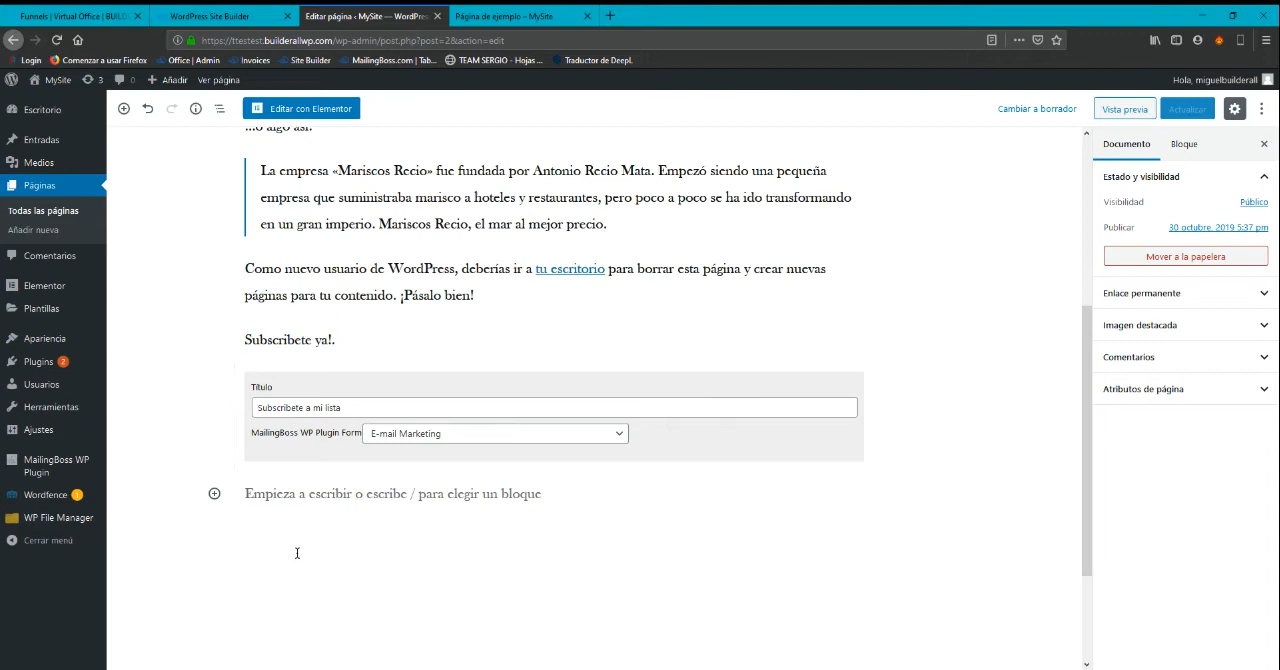 Funnels | Virtual Office | BUILD
WordPress Site Builder
Editar página ‹ MySite — WordPres
Página de ejemplo – MySite
https://ttestest.builderallwp.com/wp-admin/post.php?post=2&action=edit
Login
Comenzar a usar Firefox
Office | Admin
Invoices
Site Builder
MailingBoss.com | Tab...
TEAM SERGIO - Hojas ...
Traductor de DeepL
MySite
3
0
Añadir
Ver página
Hola, miguelbuilderall
Escritorio
Entradas
Medios
Páginas
Todas las páginas
Añadir nueva
Comentarios
Elementor
Plantillas
Apariencia
Plugins 2
Usuarios
Herramientas
Ajustes
MailingBoss WP
Plugin
Wordfence 1
WP File Manager
Cerrar menú
Editar con Elementor
Cambiar a borrador
Vista previa
Actualizar
...o algo así:
La empresa «Mariscos Recio» fue fundada por Antonio Recio Mata. Empezó siendo una pequeña
empresa que suministraba marisco a hoteles y restaurantes, pero poco a poco se ha ido transformando
en un gran imperio. Mariscos Recio, el mar al mejor precio.
Como nuevo usuario de WordPress, deberías ir a tu escritorio para borrar esta página y crear nuevas
páginas para tu contenido. ¡Pásalo bien!
Subscribete ya!.
Título
Subscribete a mi lista
MailingBoss WP Plugin Form
E-mail Marketing
Empieza a escribir o escribe / para elegir un bloque
Documento
Bloque
Estado y visibilidad
Visibilidad
Público
Publicar
30 octubre, 2019 5:37 pm
Mover a la papelera
Enlace permanente
Imagen destacada
Comentarios
Atributos de página